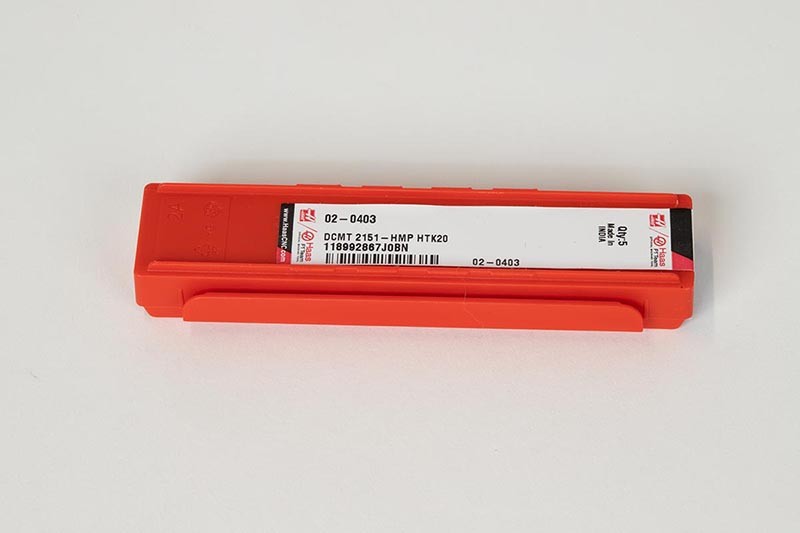 www.HaasCNC.com
Haas
02-0403
DCMT 2151-HMP HTK20
118992867J0BN
02-0403
Qty:5
Made In
INDIA
Haas
2A